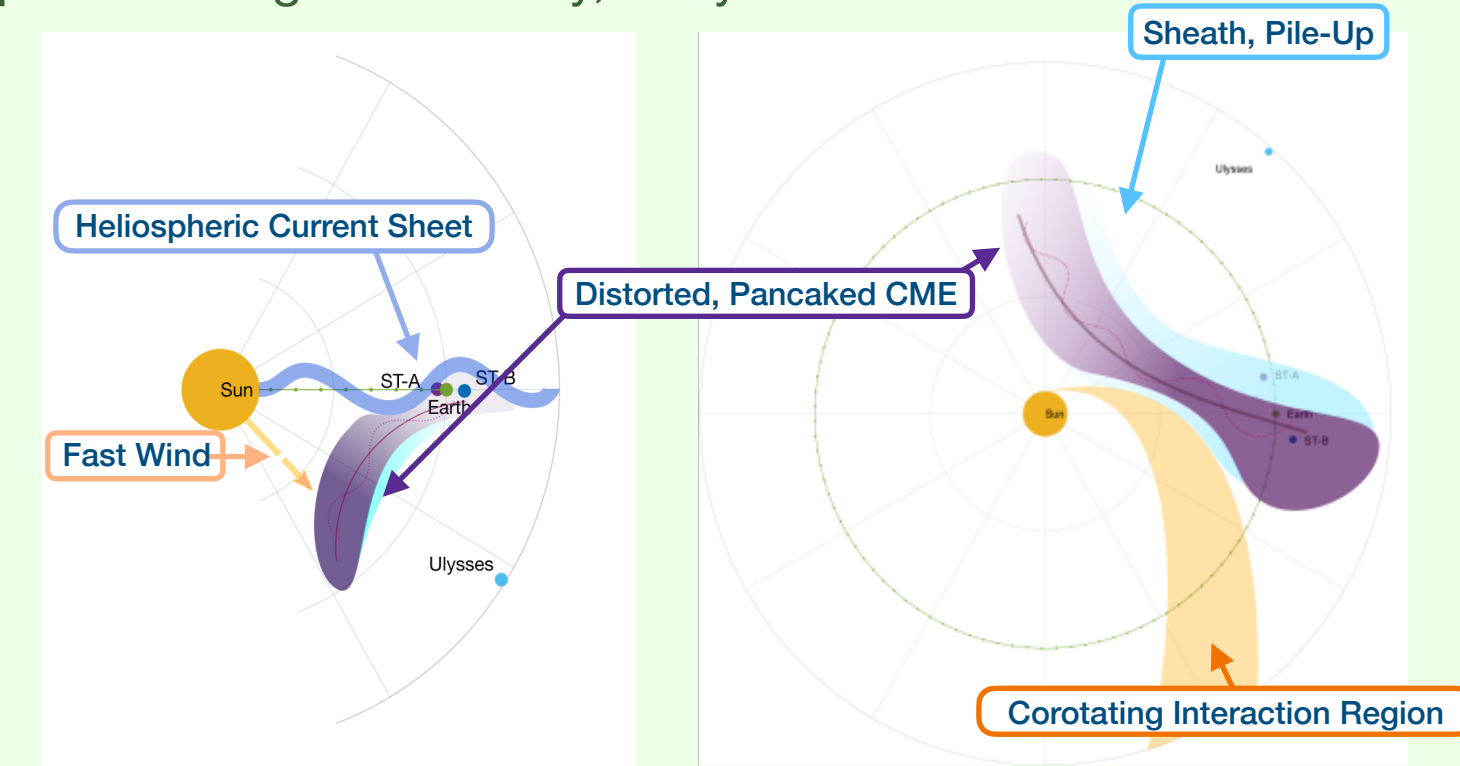 Sheath, Pile-Up
Ulysses
Heliospheric Current Sheet
Distorted, Pancaked CME
Sun
ST-A
ST-B
Earth
Fast Wind
Ulysses
ST-A
Sun
Earth
ST-B
Corotating Interaction Region